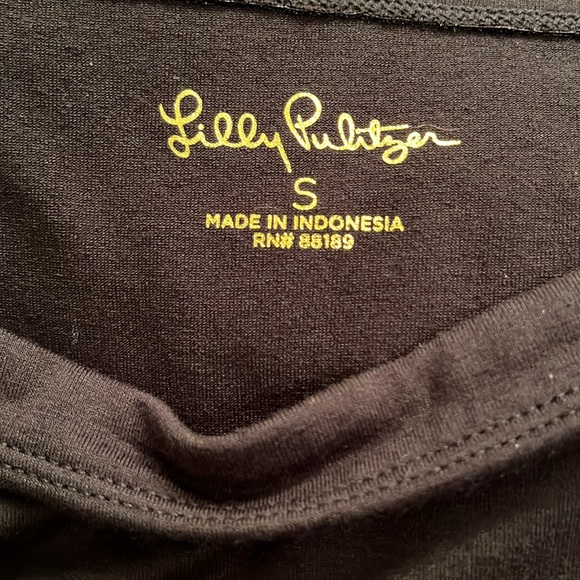 Lilly Pulitzer
S
MADE IN INDONESIA
RN# 88189